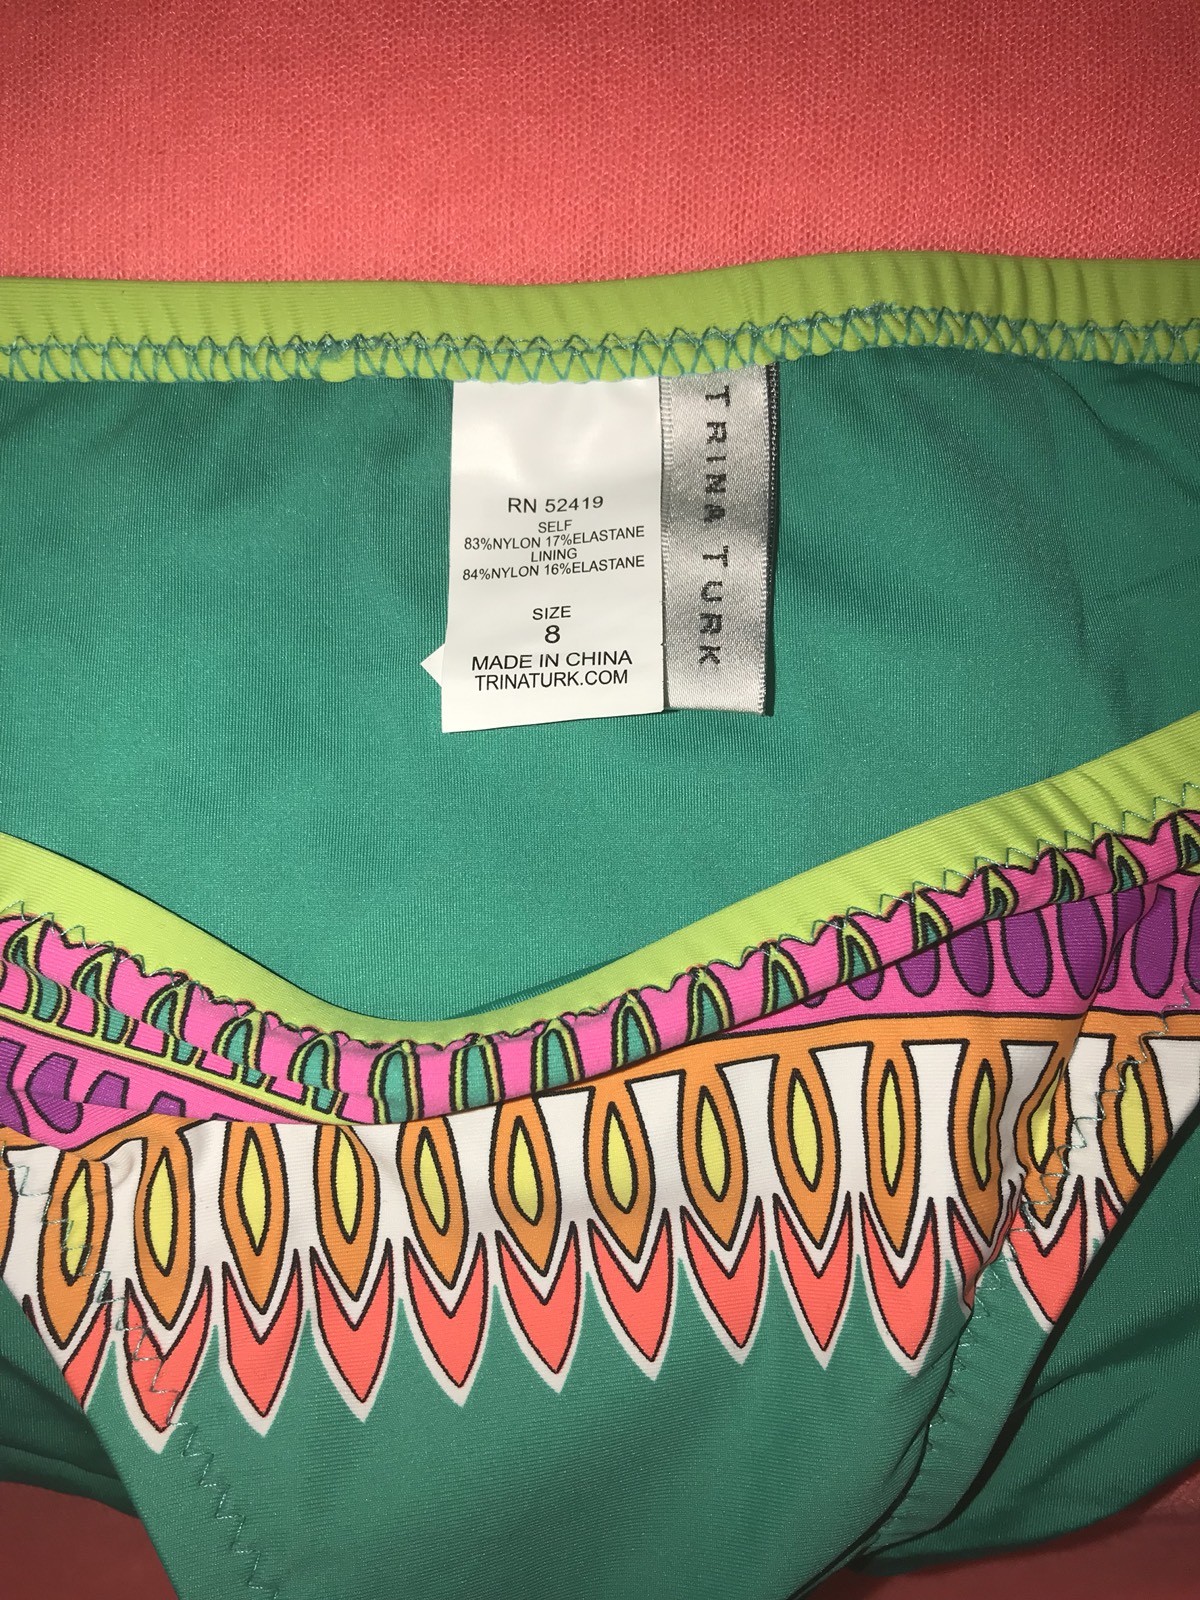 RN 52419
SELF
83%NYLON 17%ELASTANE
LINING
84%NYLON 16%ELASTANE
SIZE
8
MADE IN CHINA
TRINATURK.COM
TRINA TURK